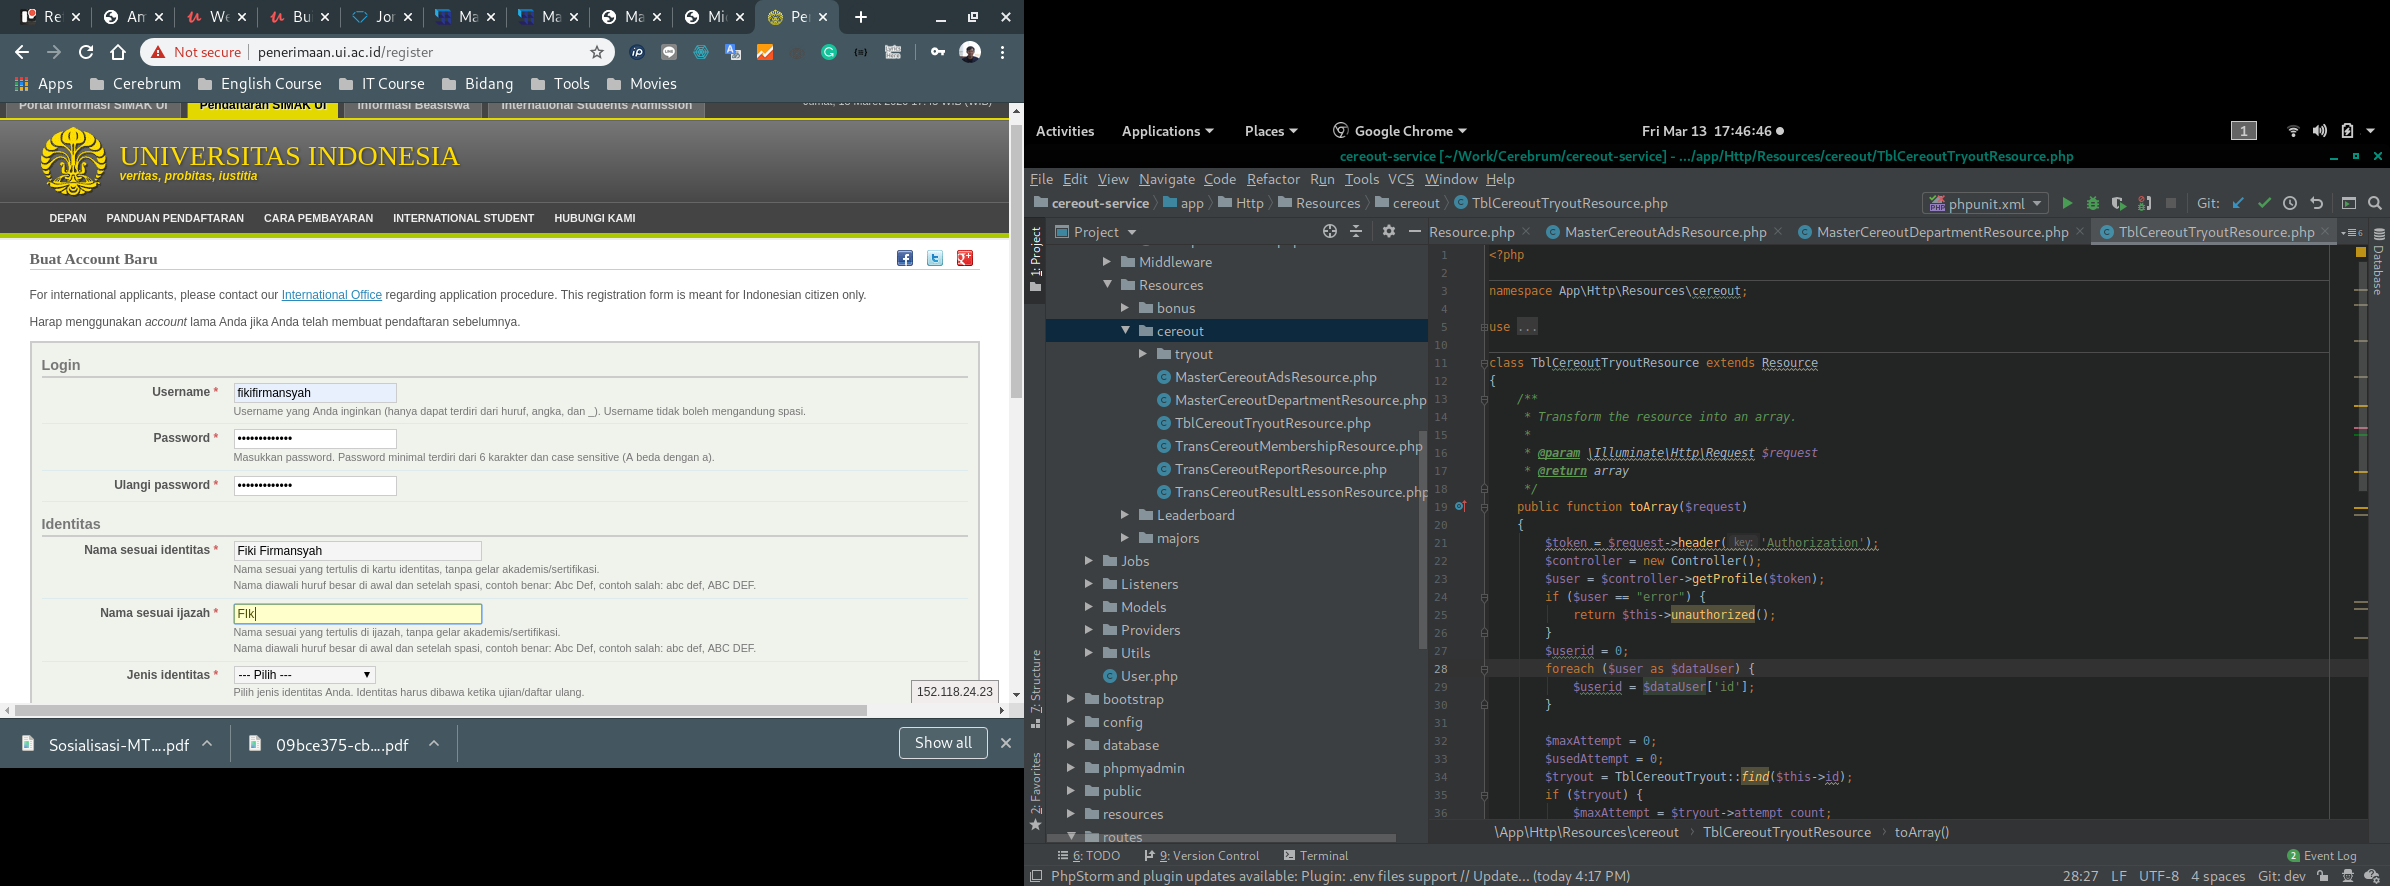 Re
Am
We
Bui
Jor
Ma
Ma
Ma
Mic
Per
Not secure
penerimaan.ui.ac.id/register
Apps
Cerebrum
English Course
IT Course
Bidang
Tools
Movies
Portal Informasi SIMAK UI
Pendaftaran SIMAK UI
Informasi Beasiswa
International Students Admission
UNIVERSITAS INDONESIA
veritas, probitas, iustitia
DEPAN
PANDUAN PENDAFTARAN
CARA PEMBAYARAN
INTERNATIONAL STUDENT
HUBUNGI KAMI
Buat Account Baru
For international applicants, please contact our International Office regarding application procedure. This registration form is meant for Indonesian citizen only.
Harap menggunakan account lama Anda jika Anda telah membuat pendaftaran sebelumnya.
Login
Username *
fikifirmansyah
Username yang Anda inginkan (hanya dapat terdiri dari huruf, angka, dan _). Username tidak boleh mengandung spasi.
Password *
•••••••••••••
Masukkan password. Password minimal terdiri dari 6 karakter dan case sensitive (A beda dengan a).
Ulangi password *
•••••••••••••
Identitas
Nama sesuai identitas *
Fiki Firmansyah
Nama sesuai yang tertulis di kartu identitas, tanpa gelar akademis/sertifikasi.
Nama diawali huruf besar di awal dan setelah spasi, contoh benar: Abc Def, contoh salah: abc def, ABC DEF.
Nama sesuai ijazah *
FIk
Nama sesuai yang tertulis di ijazah, tanpa gelar akademis/sertifikasi.
Nama diawali huruf besar di awal dan setelah spasi, contoh benar: Abc Def, contoh salah: abc def, ABC DEF.
Jenis identitas *
--- Pilih ---
Pilih jenis identitas Anda. Identitas harus dibawa ketika ujian/daftar ulang.
152.118.24.23
Sosialisasi-MT....pdf
09bce375-cb....pdf
Show all
Activities
Applications
Places
Google Chrome
Fri Mar 13 17:46:46
1
cereout-service [~/Work/Cerebrum/cereout-service] - .../app/Http/Resources/cereout/TblCereoutTryoutResource.php
File Edit View Navigate Code Refactor Run Tools VCS Window Help
cereout-service
app
Http
Resources
cereout
TblCereoutTryoutResource.php
phpunit.xml
Git:
1: Project
Project
Resource.php
MasterCereoutAdsResource.php
MasterCereoutDepartmentResource.php
TblCereoutTryoutResource.php
6
Database
Middleware
Resources
bonus
cereout
tryout
MasterCereoutAdsResource.php
MasterCereoutDepartmentResource.php
TblCereoutTryoutResource.php
TransCereoutMembershipResource.php
TransCereoutReportResource.php
TransCereoutResultLessonResource.php
Leaderboard
majors
Jobs
Listeners
Models
Providers
Utils
User.php
bootstrap
config
database
phpmyadmin
public
resources
routes
7: Structure
2: Favorites
1 <?php
2
3 namespace App\Http\Resources\cereout;
4
5 use ...
10
11 class TblCereoutTryoutResource extends Resource
12 {
13 /**
14 * Transform the resource into an array.
15 *
16 * @param \Illuminate\Http\Request $request
17 * @return array
18 */
19 public function toArray($request)
20 {
21 $token = $request->header( key: 'Authorization');
22 $controller = new Controller();
23 $user = $controller->getProfile($token);
24 if ($user == "error") {
25 return $this->unauthorized();
26 }
27 $userid = 0;
28 foreach ($user as $dataUser) {
29 $userid = $dataUser['id'];
30 }
31
32 $maxAttempt = 0;
33 $usedAttempt = 0;
34 $tryout = TblCereoutTryout::find($this->id);
35 if ($tryout) {
36 $maxAttempt = $tryout->attempt_count;
\App\Http\Resources\cereout
TblCereoutTryoutResource
toArray()
6: TODO
9: Version Control
Terminal
2 Event Log
PhpStorm and plugin updates available: Plugin: .env files support // Update... (today 4:17 PM)
28:27 LF UTF-8 4 spaces Git: dev